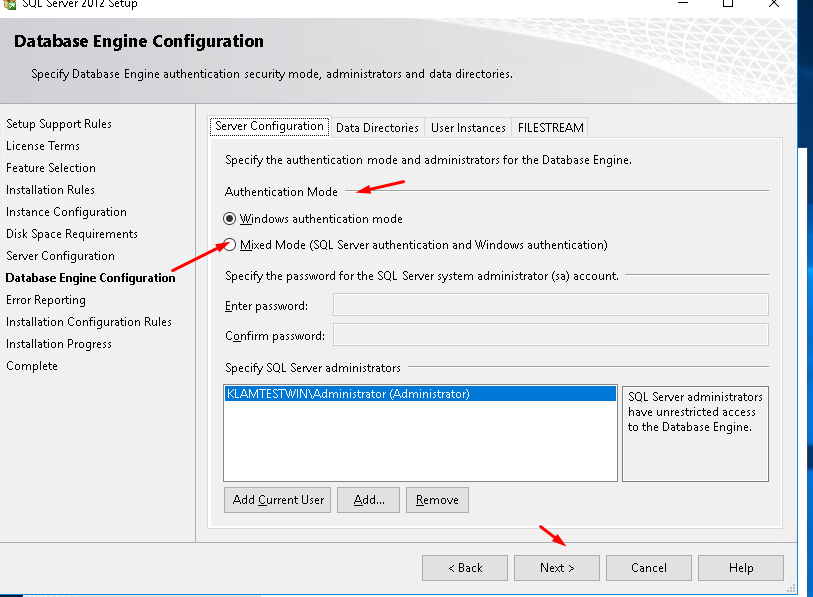 SQL Server 2012 Setup
Database Engine Configuration
Specify Database Engine authentication security mode, administrators and data directories.
Setup Support Rules
License Terms
Feature Selection
Installation Rules
Instance Configuration
Disk Space Requirements
Server Configuration
Database Engine Configuration
Error Reporting
Installation Configuration Rules
Installation Progress
Complete
Server Configuration Data Directories User Instances FILESTREAM
Specify the authentication mode and administrators for the Database Engine.
Authentication Mode
Windows authentication mode
Mixed Mode (SQL Server authentication and Windows authentication)
Specify the password for the SQL Server system administrator (sa) account.
Enter password:
Confirm password:
Specify SQL Server administrators
KLAMTESTWIN\Administrator (Administrator)
SQL Server administrators
have unrestricted access
to the Database Engine.
Add Current User Add... Remove
< Back Next > Cancel Help